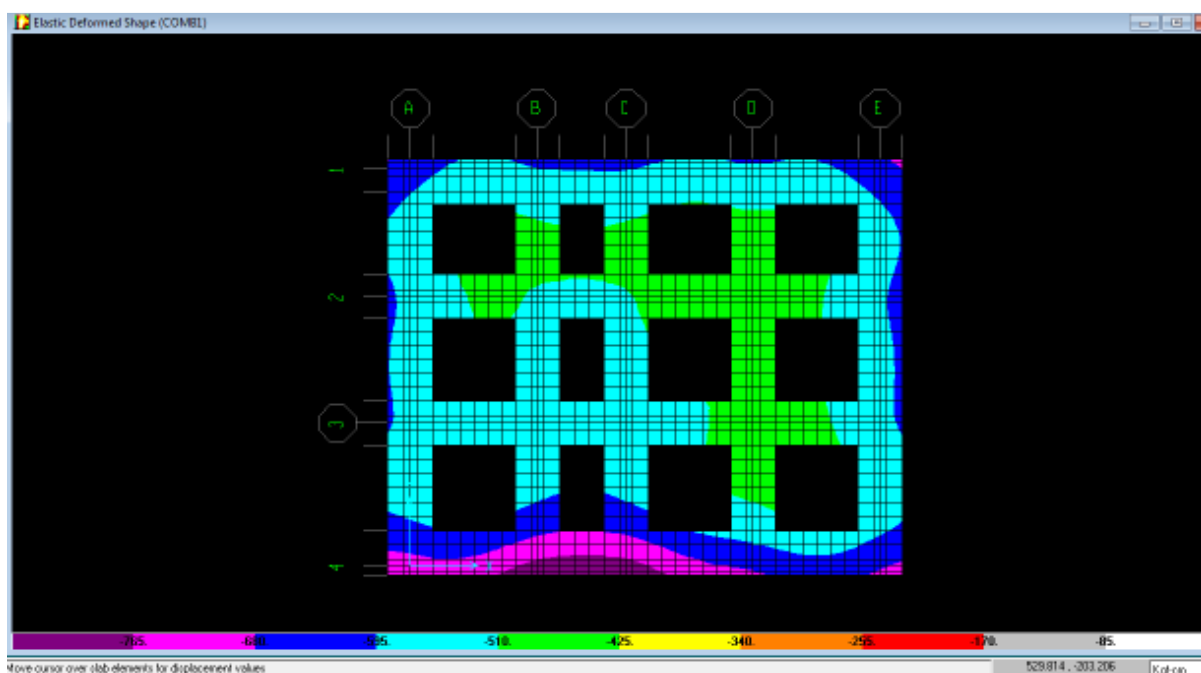 Elastic Deformed Shape (COMB1)
A B C D E
1
2
3
4
X
-765. -680. -595. -510. -425. -340. -255. -170. -85.
Move cursor over slab elements for displacement values 529.814 , -203.206